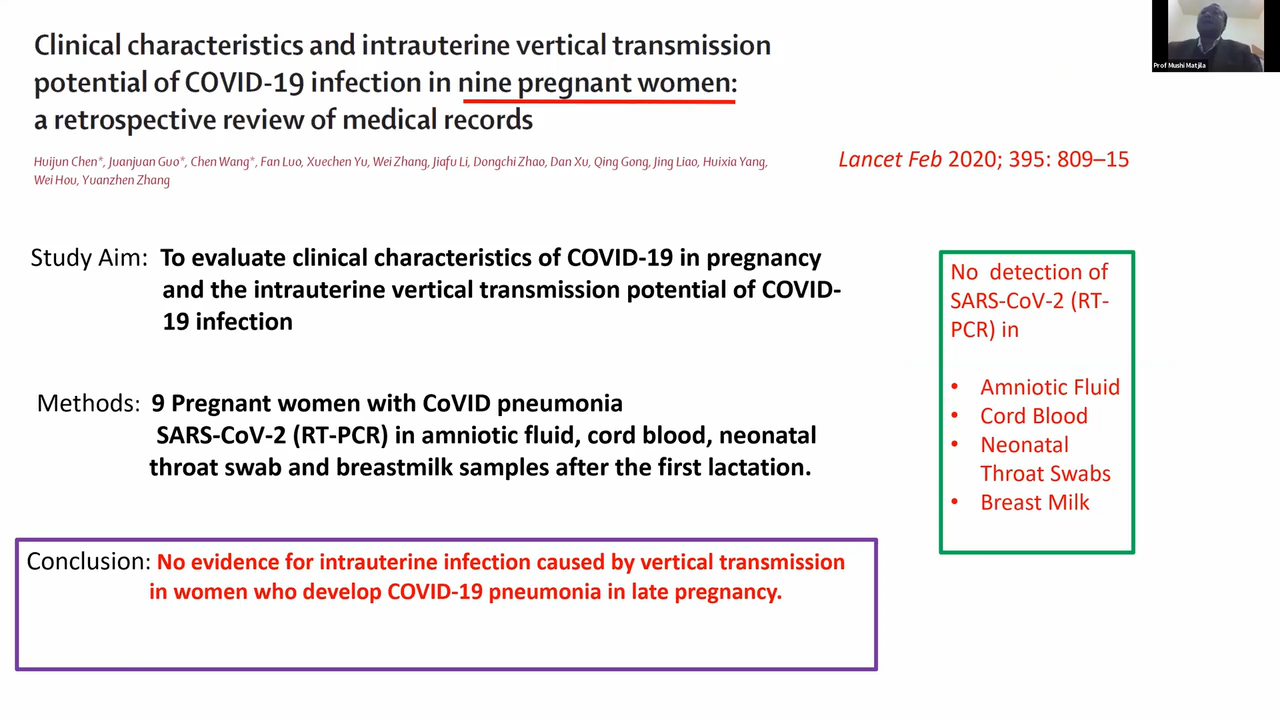 Clinical characteristics and intrauterine vertical transmission
potential of COVID-19 infection in nine pregnant women:
a retrospective review of medical records
Huijun Chen*, Juanjuan Guo*, Chen Wang*, Fan Luo, Xuechen Yu, Wei Zhang, Jiafu Li, Dongchi Zhao, Dan Xu, Qing Gong, Jing Liao, Huixia Yang,
Wei Hou, Yuanzhen Zhang
Lancet Feb 2020; 395: 809–15
Prof Mushi Matjila
Study Aim: To evaluate clinical characteristics of COVID-19 in pregnancy
and the intrauterine vertical transmission potential of COVID-
19 infection
Methods: 9 Pregnant women with CoVID pneumonia
SARS-CoV-2 (RT-PCR) in amniotic fluid, cord blood, neonatal
throat swab and breastmilk samples after the first lactation.
Conclusion: No evidence for intrauterine infection caused by vertical transmission
in women who develop COVID-19 pneumonia in late pregnancy.
No detection of
SARS-CoV-2 (RT-
PCR) in
• Amniotic Fluid
• Cord Blood
• Neonatal
Throat Swabs
• Breast Milk